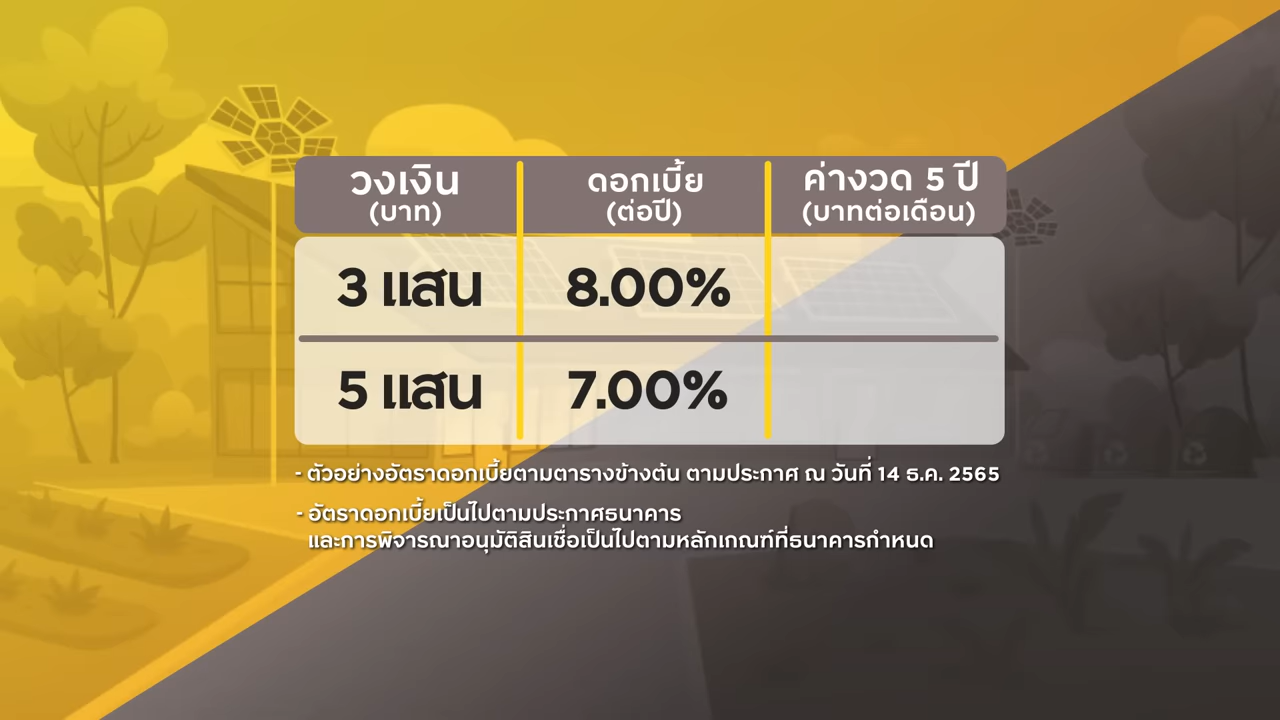 วงเงิน ดอกเบี้ย ค่างวด 5 ปี
(บาท) (ต่อปี) (บาทต่อเดือน)
3 แสน 8.00%
5 แสน 7.00%
- ตัวอย่างอัตราดอกเบี้ยตามตารางข้างต้น ตามประกาศ ณ วันที่ 14 ธ.ค. 2565
- อัตราดอกเบี้ยเป็นไปตามประกาศธนาคาร
และการพิจารณาอนุมัติสินเชื่อเป็นไปตามหลักเกณฑ์ที่ธนาคารกำหนด